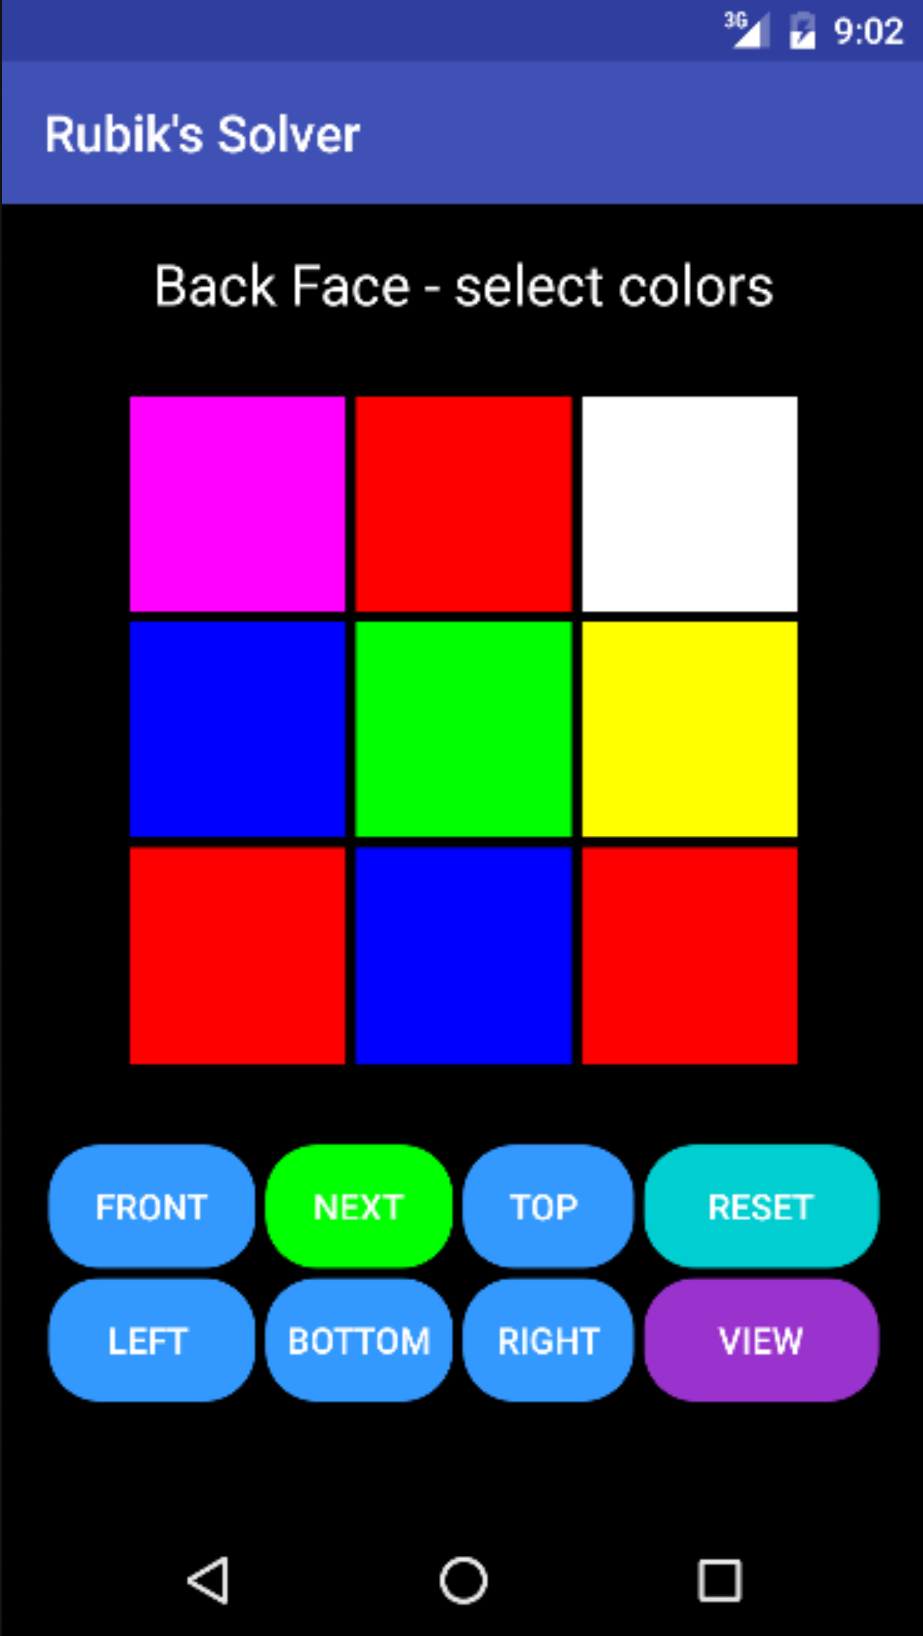 3G 9:02
Rubik's Solver
Back Face - select colors
FRONT NEXT TOP RESET
LEFT BOTTOM RIGHT VIEW